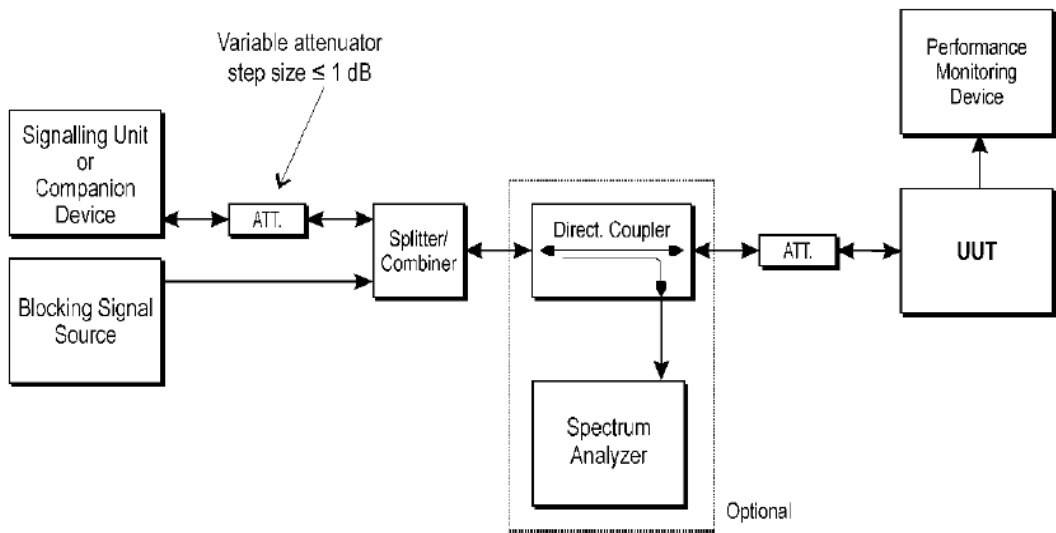 Variable attenuator
step size ≤ 1 dB
Performance
Monitoring
Device
Signalling Unit
or
Companion
Device
ATT.
Splitter/
Combiner
Direct. Coupler
ATT.
UUT
Blocking Signal
Source
Spectrum
Analyzer
Optional